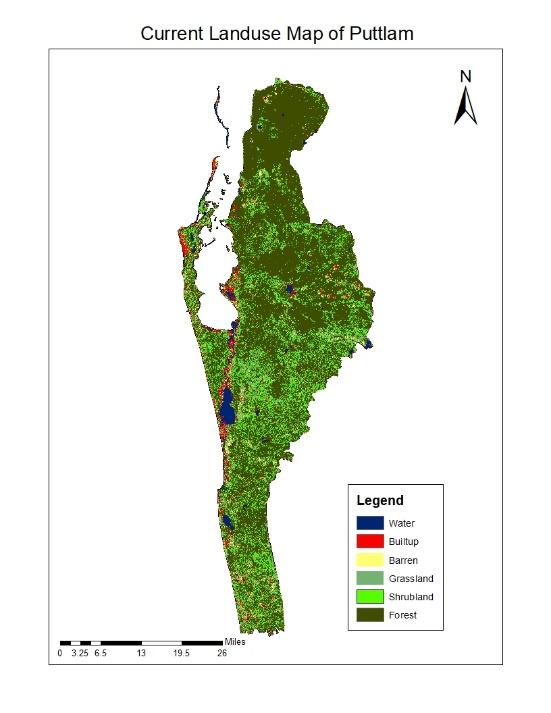 Current Landuse Map of Puttlam
N
Legend
Water
Builtup
Barren
Grassland
Shrubland
Forest
Miles
0 3.25 6.5 13 19.5 26